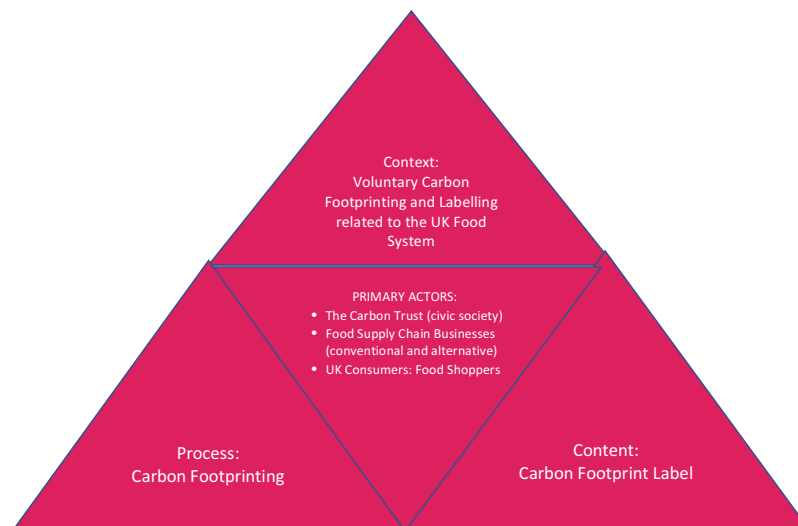 Context:
Voluntary Carbon
Footprinting and Labelling
related to the UK Food
System
PRIMARY ACTORS:
• The Carbon Trust (civic society)
• Food Supply Chain Businesses
(conventional and alternative)
• UK Consumers: Food Shoppers
Process:
Carbon Footprinting
Content:
Carbon Footprint Label